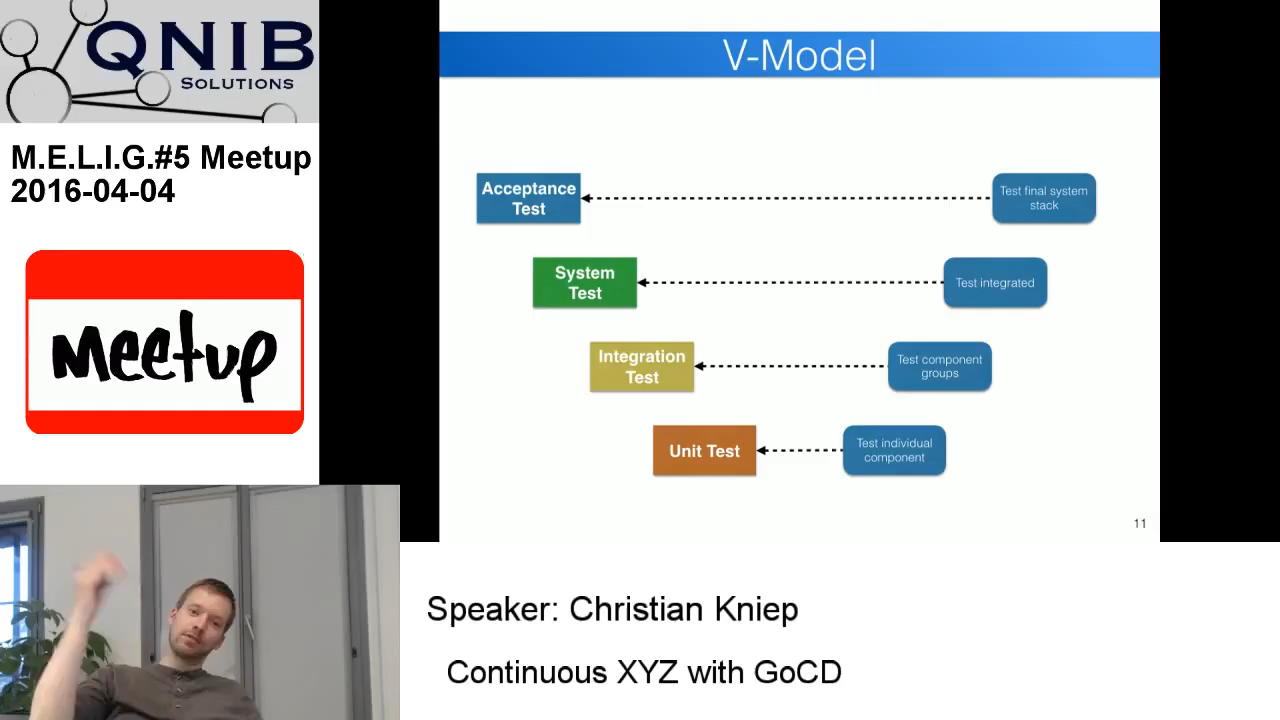 QNIB
SOLUTIONS
M.E.L.I.G.#5 Meetup
2016-04-04
Meetup
V-Model
Acceptance
Test
Test final system
stack
System
Test
Test integrated
Integration
Test
Test component
groups
Unit Test
Test individual
component
11
Speaker: Christian Kniep
Continuous XYZ with GoCD